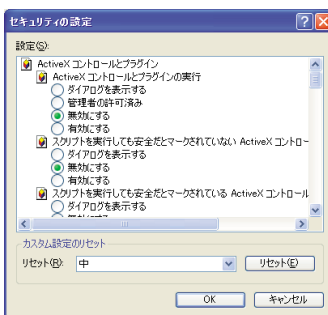 セキュリティの設定
設定(S):
ActiveX コントロールとプラグイン
ActiveX コントロールとプラグインの実行
ダイアログを表示する
管理者の許可済み
無効にする
有効にする
スクリプトを実行しても安全だとマークされていない ActiveX コントロー
ダイアログを表示する
無効にする
有効にする
スクリプトを実行しても安全だとマークされている ActiveX コントロール
ダイアログを表示する
カスタム設定のリセット
リセット(R): 中 リセット(E)
OK キャンセル